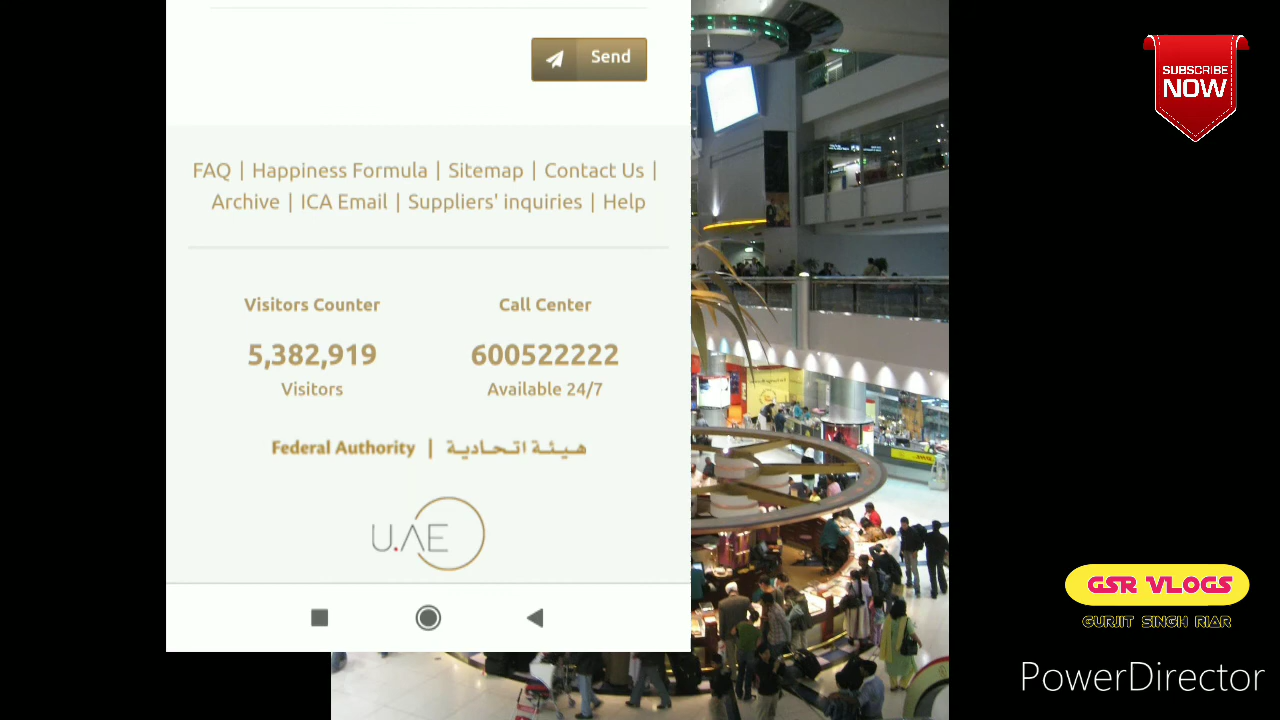 Send
FAQ | Happiness Formula | Sitemap | Contact Us |
Archive | ICA Email | Suppliers' inquiries | Help
Visitors Counter
5,382,919
Visitors
Call Center
600522222
Available 24/7
Federal Authority | هيئة اتحادية
U.AE
SUBSCRIBE
NOW
GSR VLOGS
GURJIT SINGH RIAR
PowerDirector